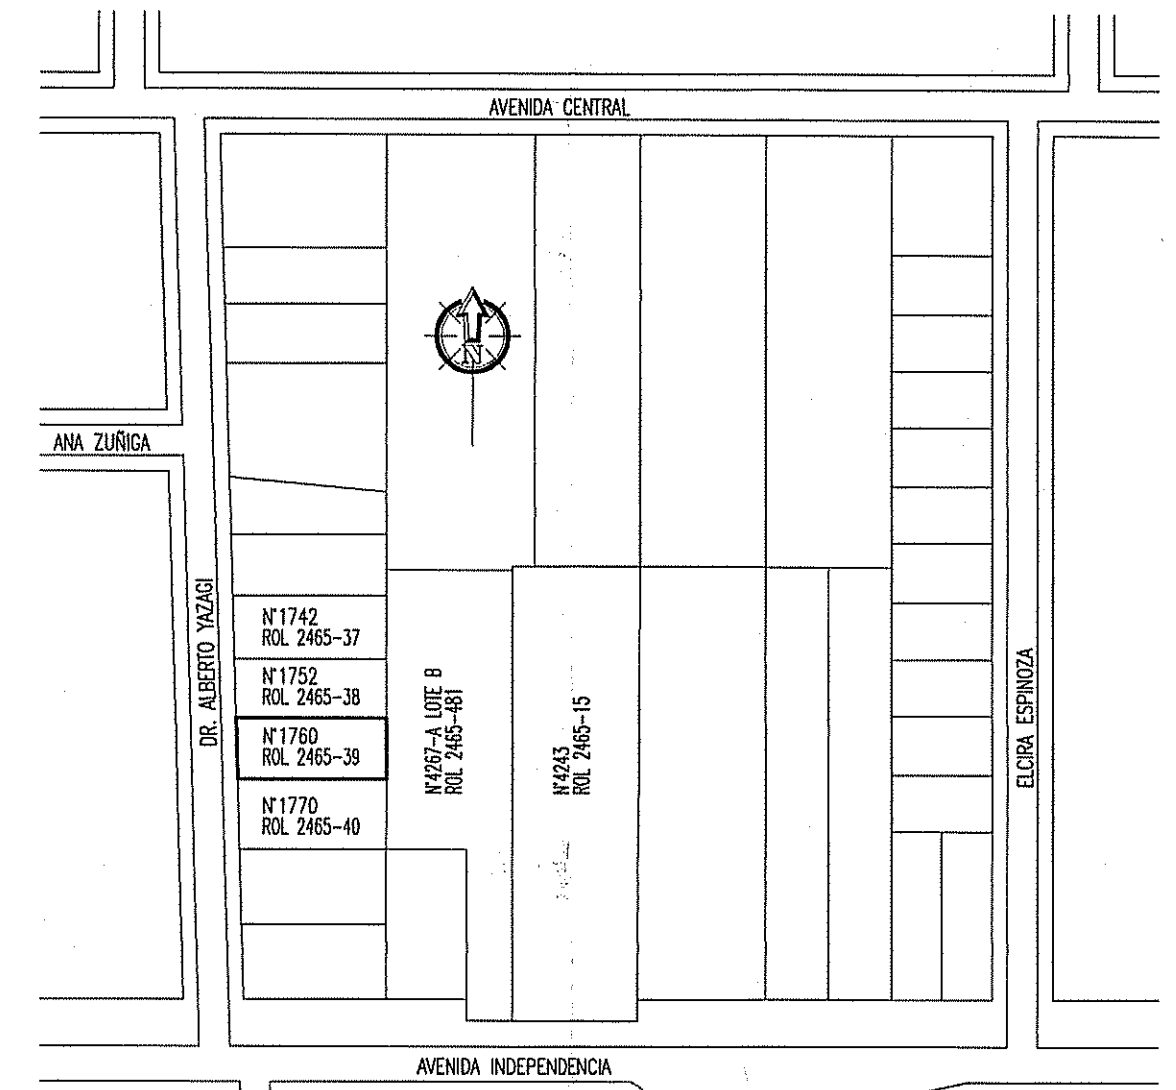 AVENIDA CENTRAL
N
ANA ZUÑIGA
DR. ALBERTO YAZAGI
N°1742
ROL 2465-37
N°1752
ROL 2465-38
N°1760
ROL 2465-39
N°1770
ROL 2465-40
N°4267-A LOTE B
ROL 2465-481
N°4243
ROL 2465-15
ELCIRA ESPINOZA
AVENIDA INDEPENDENCIA